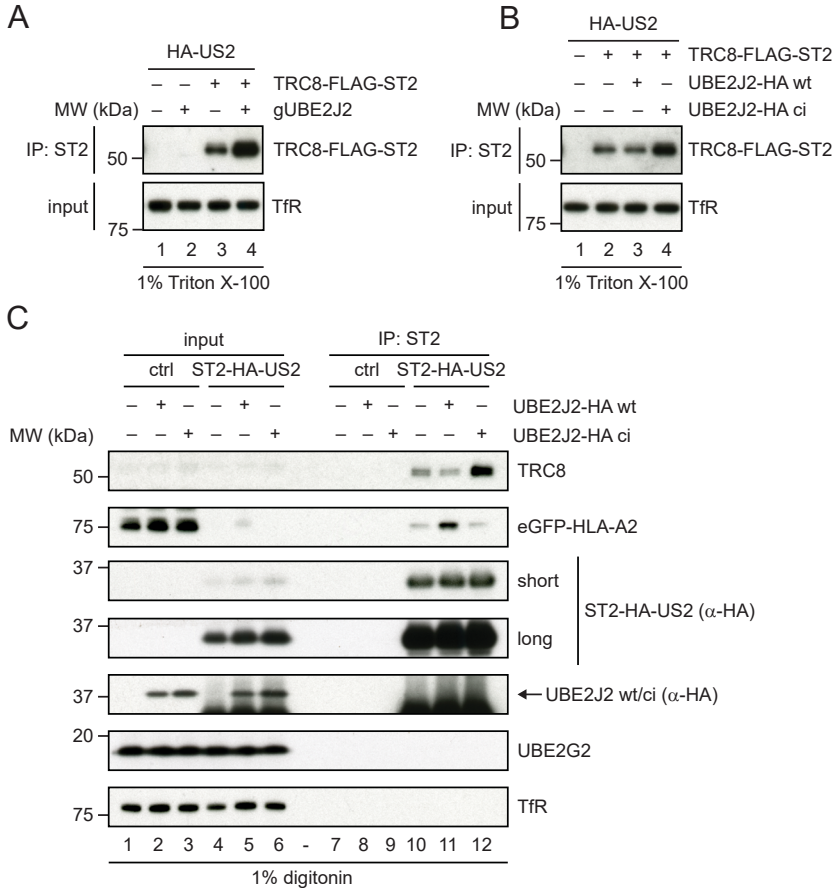 A
HA-US2
– – + + TRC8-FLAG-ST2
– + – + gUBE2J2
MW (kDa)
IP: ST2 50 TRC8-FLAG-ST2
input TfR
75
1 2 3 4
1% Triton X-100
B
HA-US2
– + + + TRC8-FLAG-ST2
– – + – UBE2J2-HA wt
MW (kDa) – – – + UBE2J2-HA ci
IP: ST2 50 TRC8-FLAG-ST2
input TfR
75
1 2 3 4
1% Triton X-100
C
input IP: ST2
ctrl ST2-HA-US2 ctrl ST2-HA-US2
– + – – + – – + – – + – UBE2J2-HA wt
MW (kDa) – – + – – + – – + – – + UBE2J2-HA ci
50 TRC8
75 eGFP-HLA-A2
37 short
ST2-HA-US2 (α-HA)
37 long
37 UBE2J2 wt/ci (α-HA)
20 UBE2G2
75 TfR
1 2 3 4 5 6 - 7 8 9 10 11 12
1% digitonin